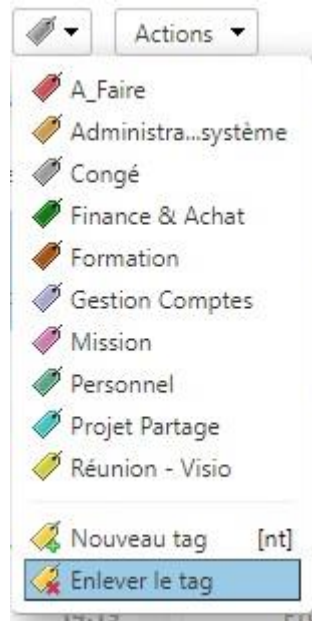 Actions
A_Faire
Administra...système
Congé
Finance & Achat
Formation
Gestion Comptes
Mission
Personnel
Projet Partage
Réunion - Visio
Nouveau tag [nt]
Enlever le tag